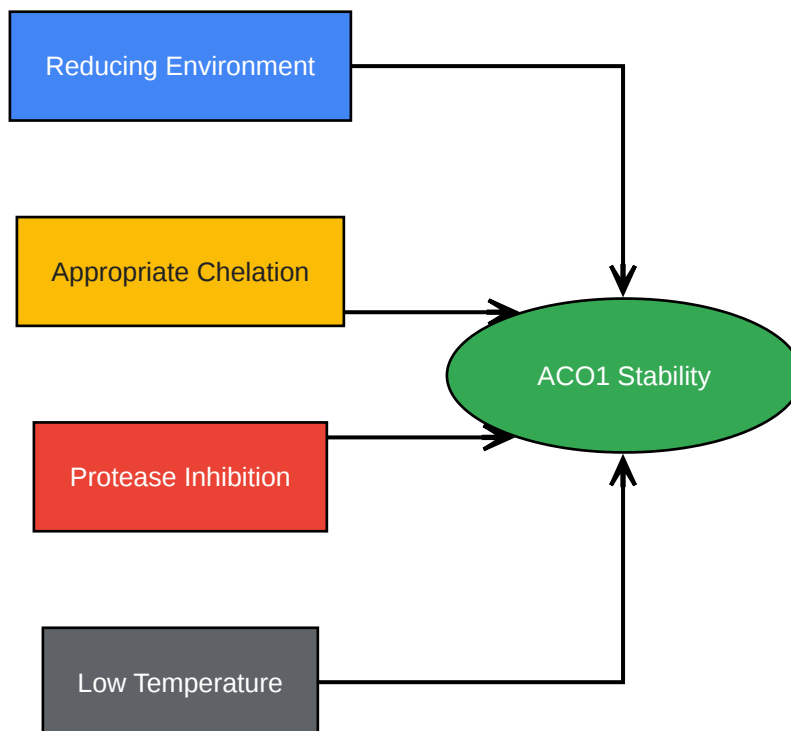 Reducing Environment
Appropriate Chelation
ACO1 Stability
Protease Inhibition
Low Temperature